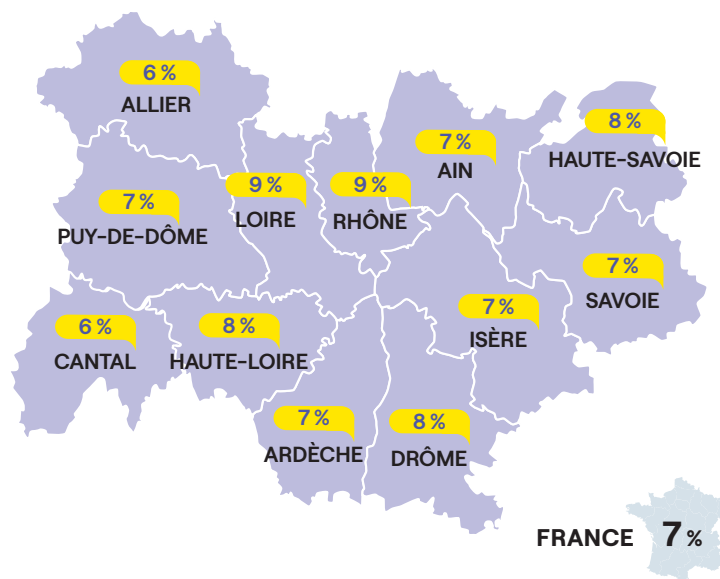 6 %
ALLIER
8 %
HAUTE-SAVOIE
7 %
AIN
9 %
LOIRE
9 %
RHÔNE
7 %
PUY-DE-DÔME
7 %
SAVOIE
7 %
ISÈRE
6 %
CANTAL
8 %
HAUTE-LOIRE
7 %
ARDÈCHE
8 %
DRÔME
FRANCE 7 %